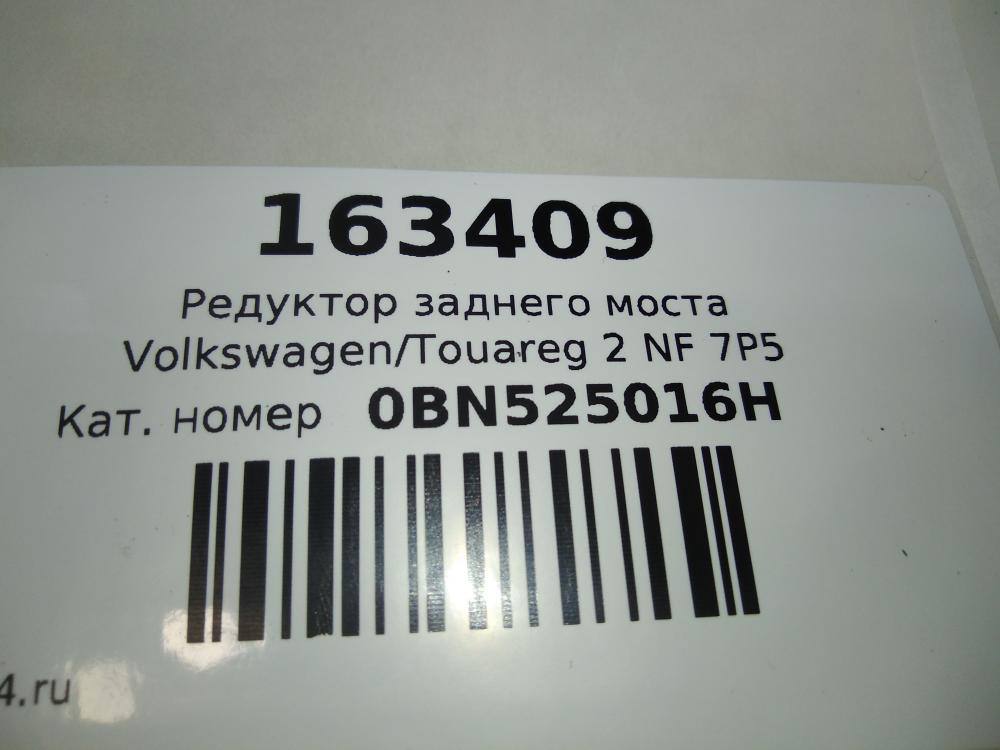 163409
Редуктор заднего моста
Volkswagen/Touareg 2 NF 7P5
Кат. номер 0BN525016H
4.ru